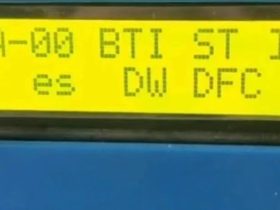 -00 BTI ST
es DW DFC